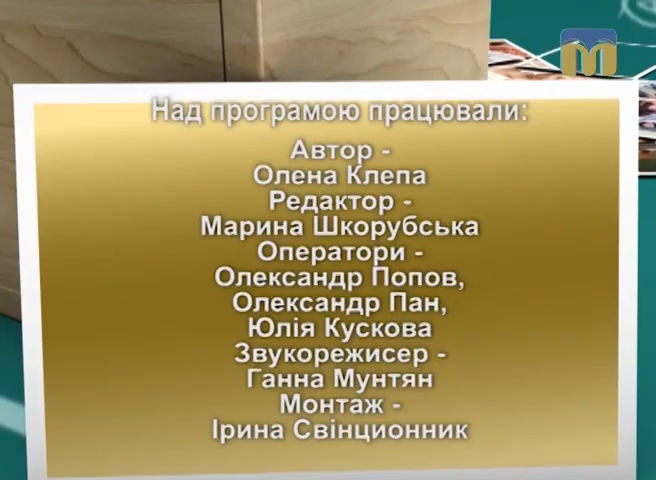 Над програмою працювали:
Автор -
Олена Клепа
Редактор -
Марина Шкорубська
Оператори -
Олександр Попов,
Олександр Пан,
Юлія Кускова
Звукорежисер -
Ганна Мунтян
Монтаж -
Ірина Свінционник